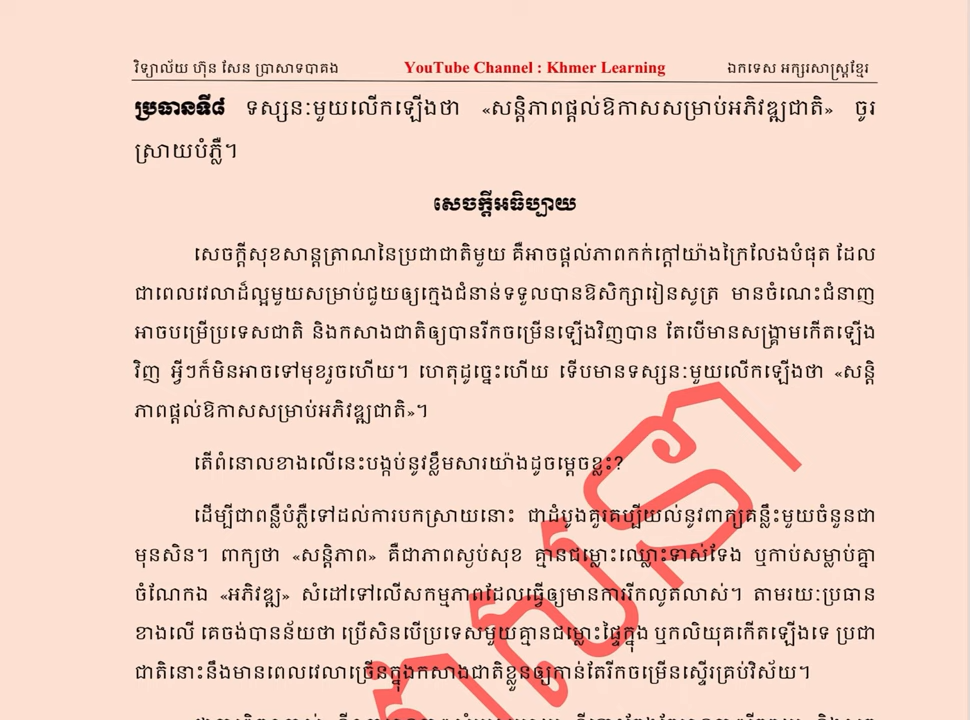 វិទ្យាល័យ ហ៊ុន សែន ប្រាសាទបាគង YouTube Channel : Khmer Learning ឯកទេស អក្សរសាស្ត្រខ្មែរ
ប្រធានទី៨ ទស្សនៈមួយលើកឡើងថា «សន្តិភាពផ្តល់ឱកាសសម្រាប់អភិវឌ្ឍជាតិ» ចូរ
ស្រាយបំភ្លឺ។
សេចក្តីអធិប្បាយ
សេចក្តីសុខសាន្តត្រាណនៃប្រជាជាតិមួយ គឺអាចផ្តល់ភាពកក់ក្តៅយ៉ាងក្រៃលែងបំផុត ដែល
ជាពេលវេលាដ៏ល្អមួយសម្រាប់ជួយឲ្យក្មេងជំនាន់ទទួលបានឱសិក្សារៀនសូត្រ មានចំណេះជំនាញ
អាចបម្រើប្រទេសជាតិ និងកសាងជាតិឲ្យបានរីកចម្រើនឡើងវិញបាន តែបើមានសង្គ្រាមកើតឡើង
វិញ អ្វីៗក៏មិនអាចទៅមុខរួចហើយ។ ហេតុដូច្នេះហើយ ទើបមានទស្សនៈមួយលើកឡើងថា «សន្តិ
ភាពផ្តល់ឱកាសសម្រាប់អភិវឌ្ឍជាតិ»។
តើពំនោលខាងលើនេះបង្កប់នូវខ្លឹមសារយ៉ាងដូចម្តេចខ្លះ?
ដើម្បីជាពន្លឺបំភ្លឺទៅដល់ការបកស្រាយនោះ ជាដំបូងគួរគប្បីយល់នូវពាក្យគន្លឹះមួយចំនួនជា
មុនសិន។ ពាក្យថា «សន្តិភាព» គឺជាភាពស្ងប់សុខ គ្មានជម្លោះឈ្លោះទាស់ទែង ឬកាប់សម្លាប់គ្នា
ចំណែកឯ «អភិវឌ្ឍ» សំដៅទៅលើសកម្មភាពដែលធ្វើឲ្យមានការរីកលូតលាស់។ តាមរយៈប្រធាន
ខាងលើ គេចង់បានន័យថា ប្រើសិនបើប្រទេសមួយគ្មានជម្លោះផ្ទៃក្នុង ឬកលិយុគកើតឡើងទេ ប្រជា
ជាតិនោះនឹងមានពេលវេលាច្រើនក្នុងកសាងជាតិខ្លួនឲ្យកាន់តែរីកចម្រើនស្ទើរគ្រប់វិស័យ។